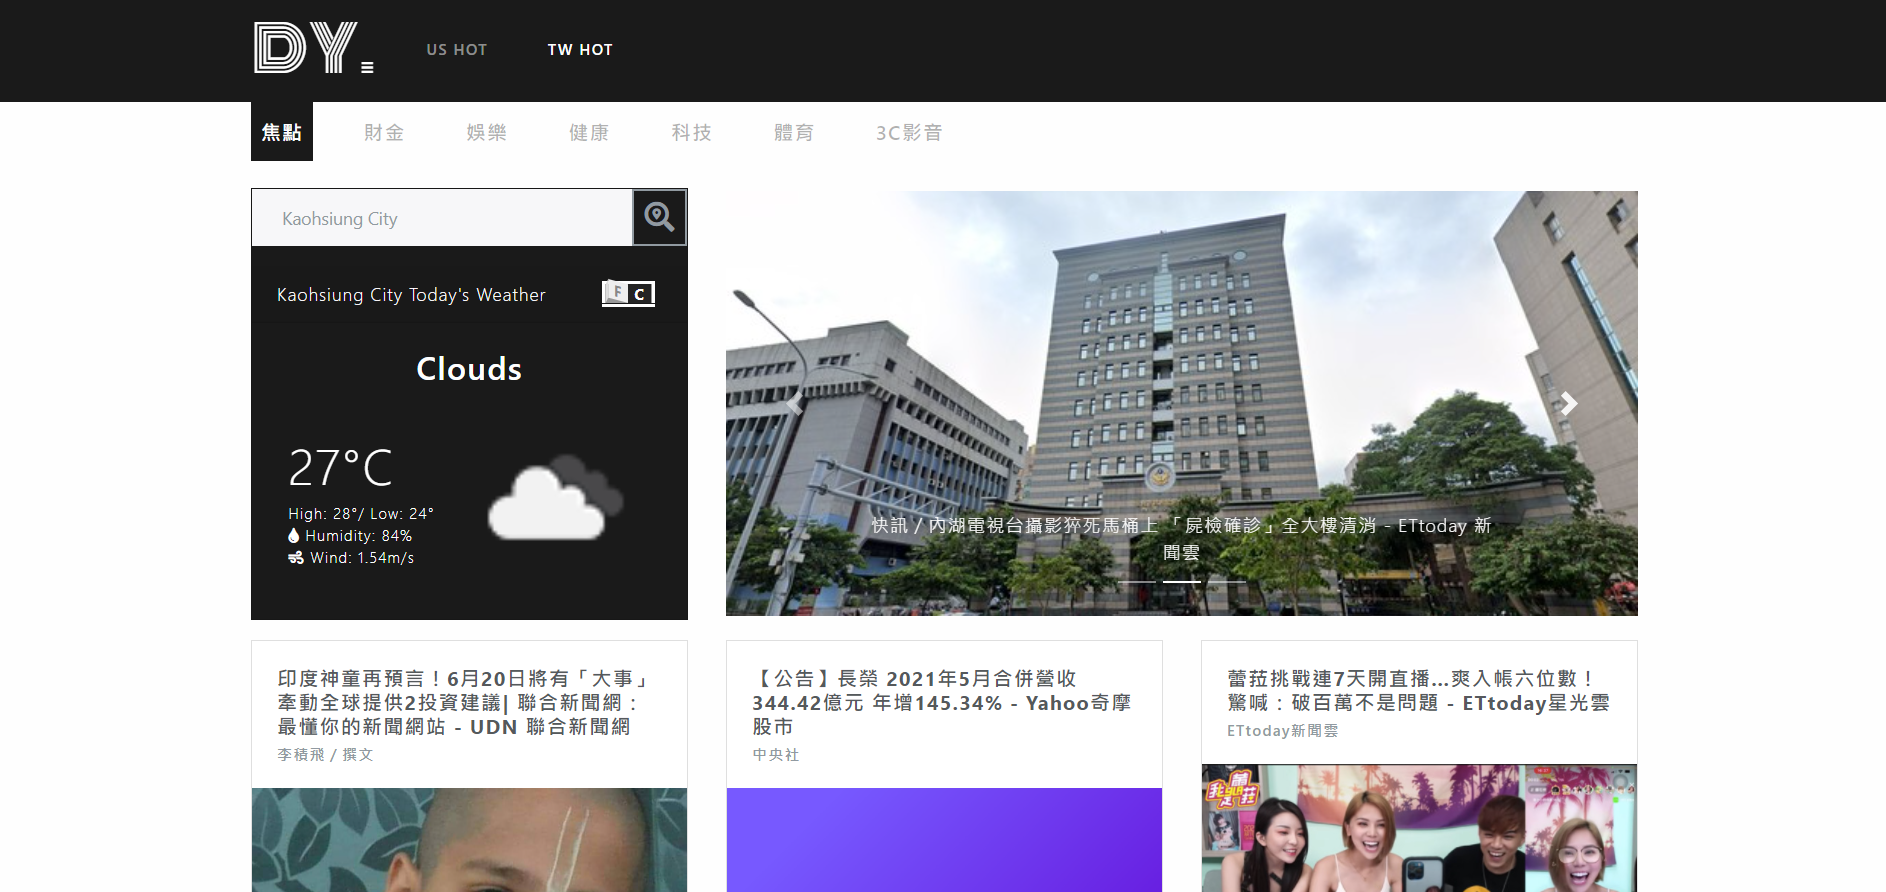 DY.
US HOT
TW HOT
焦點
財金
娛樂
健康
科技
體育
3C影音
Kaohsiung City
Kaohsiung City Today's Weather
F C
Clouds
27°C
High: 28°/ Low: 24°
Humidity: 84%
Wind: 1.54m/s
快訊 / 內湖電視台攝影猝死馬桶上 「屍檢確診」全大樓清消 - ETtoday 新
聞雲
印度神童再預言！6月20日將有「大事」
牽動全球提供2投資建議| 聯合新聞網：
最懂你的新聞網站 - UDN 聯合新聞網
李積飛 / 撰文
【公告】長榮 2021年5月合併營收
344.42億元 年增145.34% - Yahoo奇摩
股市
中央社
蕾菈挑戰連7天開直播...爽入帳六位數！
驚喊：破百萬不是問題 - ETtoday星光雲
ETtoday新聞雲